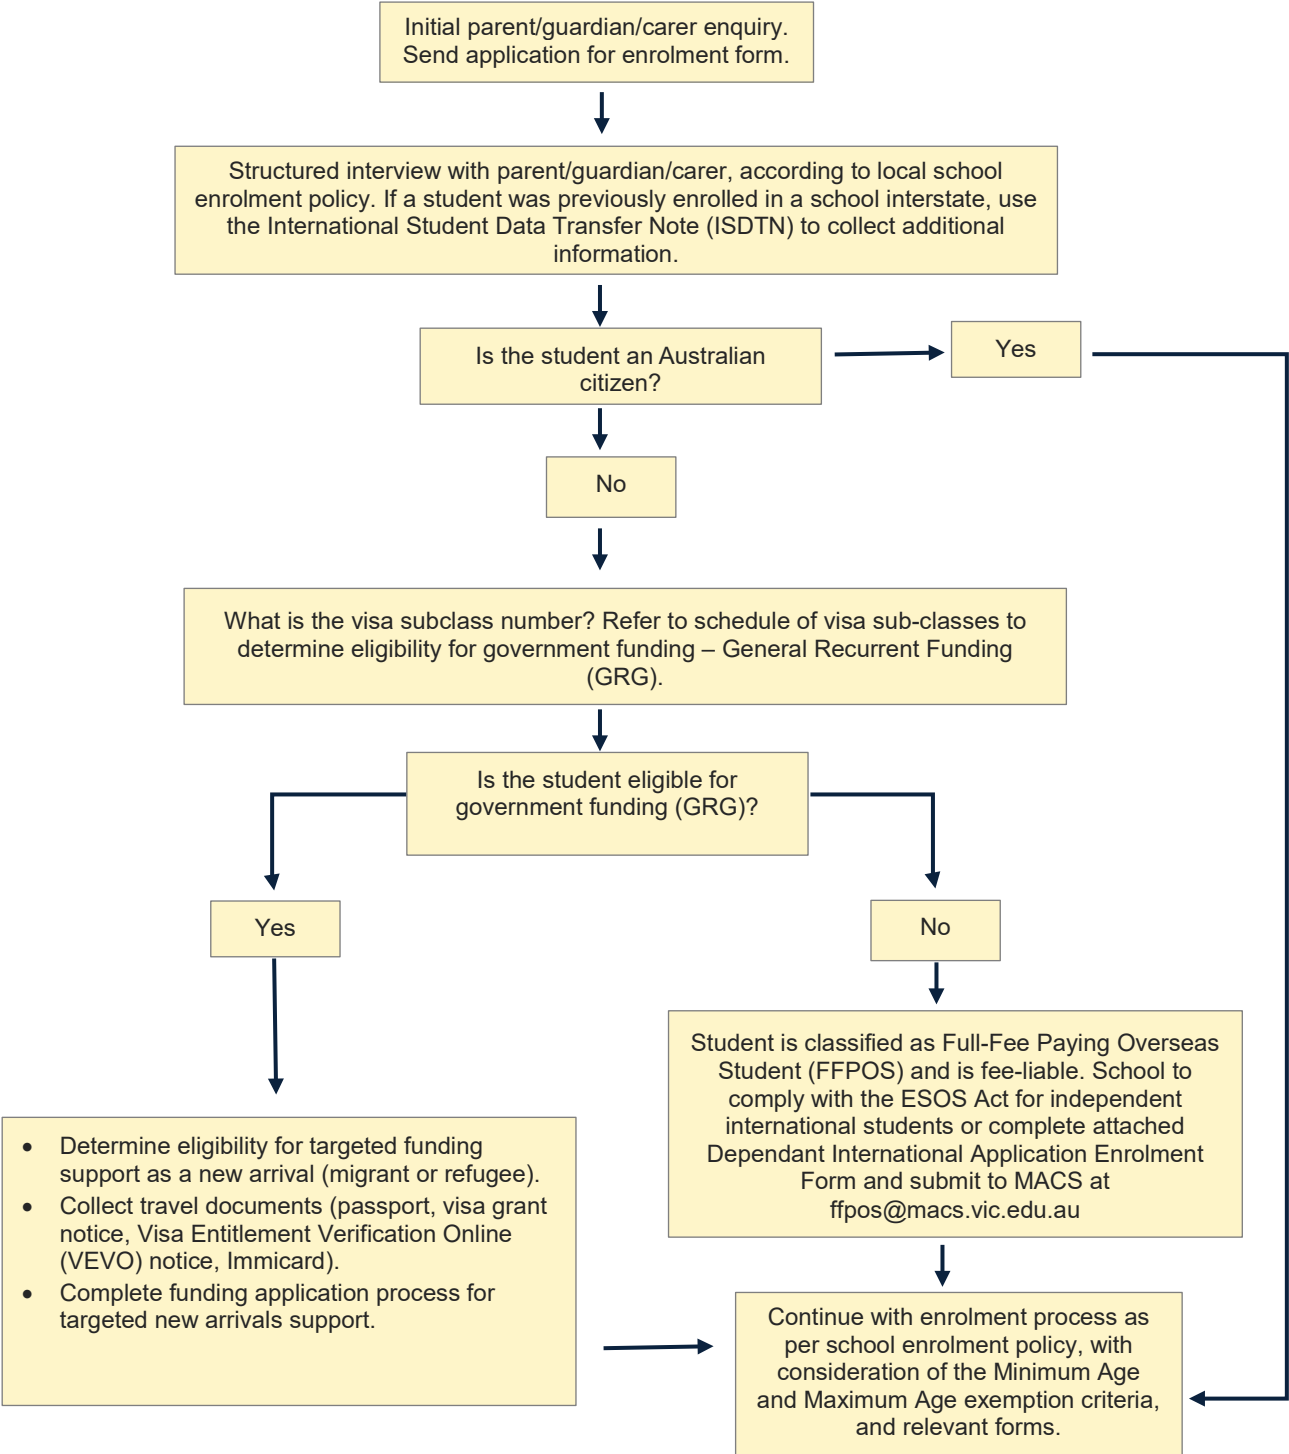 Initial parent/guardian/carer enquiry.
Send application for enrolment form.
Structured interview with parent/guardian/carer, according to local school
enrolment policy. If a student was previously enrolled in a school interstate, use
the International Student Data Transfer Note (ISDTN) to collect additional
information.
Is the student an Australian
citizen?
Yes
No
What is the visa subclass number? Refer to schedule of visa sub-classes to
determine eligibility for government funding – General Recurrent Funding
(GRG).
Is the student eligible for
government funding (GRG)?
Yes
No
Student is classified as Full-Fee Paying Overseas
Student (FFPOS) and is fee-liable. School to
comply with the ESOS Act for independent
international students or complete attached
Dependant International Application Enrolment
Form and submit to MACS at
ffpos@macs.vic.edu.au
• Determine eligibility for targeted funding
support as a new arrival (migrant or refugee).
• Collect travel documents (passport, visa grant
notice, Visa Entitlement Verification Online
(VEVO) notice, Immicard).
• Complete funding application process for
targeted new arrivals support.
Continue with enrolment process as
per school enrolment policy, with
consideration of the Minimum Age
and Maximum Age exemption criteria,
and relevant forms.